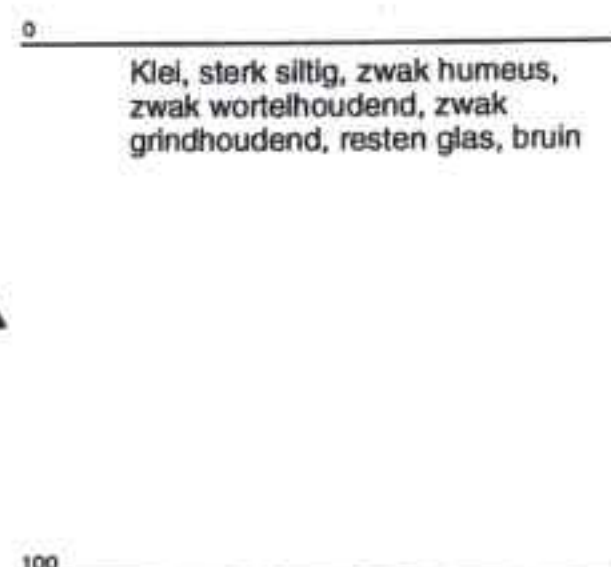 0
Klei, sterk siltig, zwak humeus,
zwak wortelhoudend, zwak
grindhoudend, resten glas, bruin
100